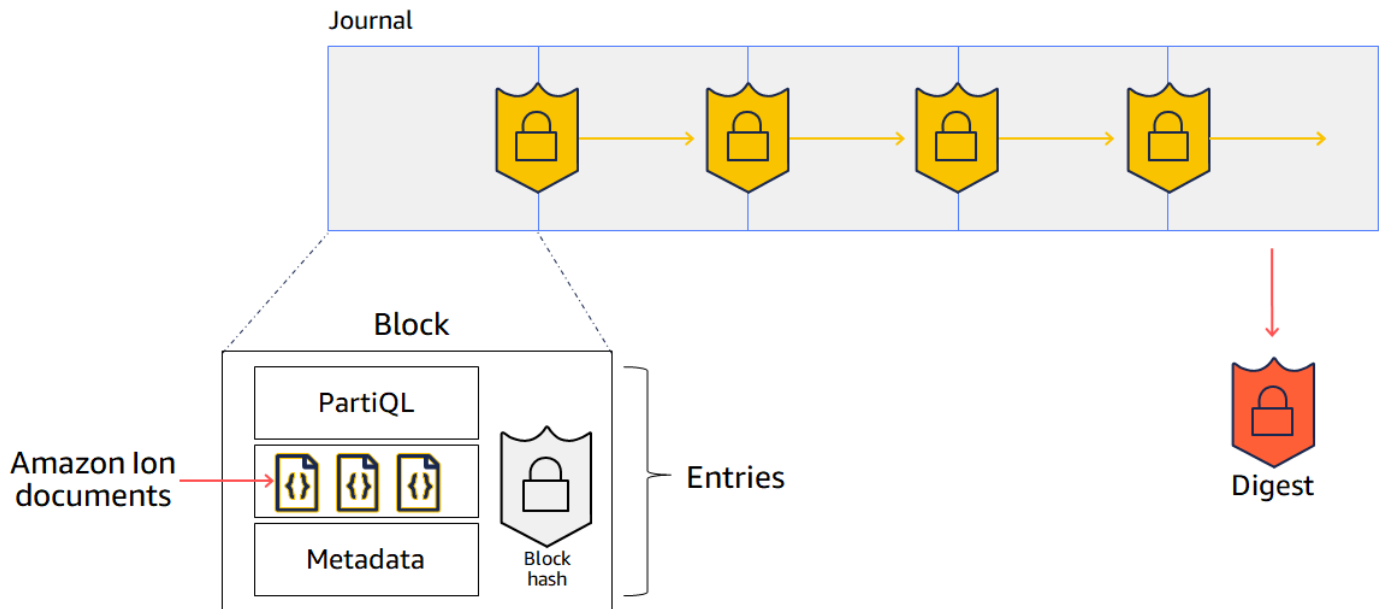 Journal
Block
PartiQL
Amazon Ion
documents
{} {} {}
Metadata
Block
hash
Entries
Digest